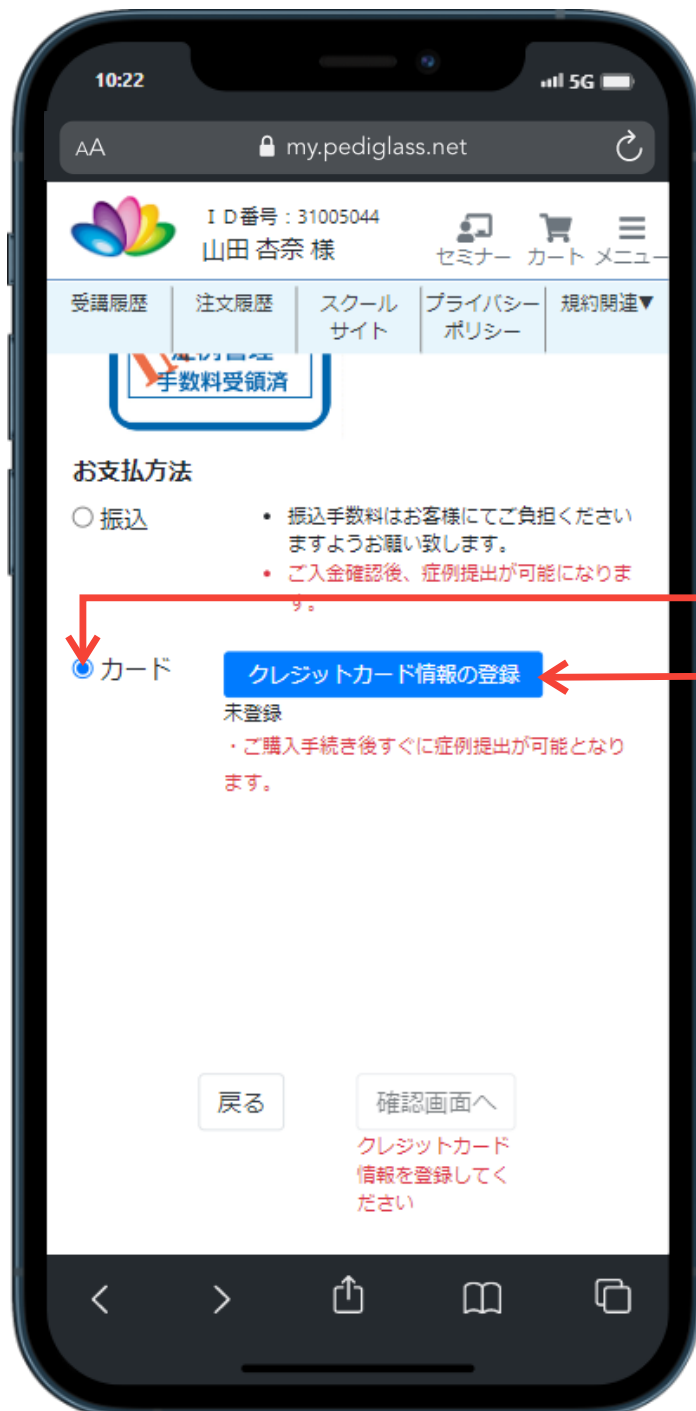 10:22
5G
AA my.pediglass.net
ＩＤ番号：31005044
山田 杏奈 様
セミナー カート メニュー
受講履歴 注文履歴 スクール プライバシー 規約関連▼
サイト ポリシー
手数料受領済
お支払方法
振込
• 振込手数料はお客様にてご負担ください
ますようお願い致します。
• ご入金確認後、症例提出が可能になりま
す。
カード クレジットカード情報の登録
未登録
・ご購入手続き後すぐに症例提出が可能となり
ます。
戻る 確認画面へ
クレジットカード
情報を登録してく
ださい